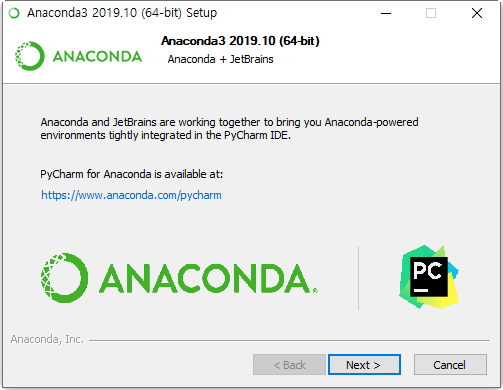 Anaconda3 2019.10 (64-bit) Setup
ANACONDA
Anaconda3 2019.10 (64-bit)
Anaconda + JetBrains
Anaconda and JetBrains are working together to bring you Anaconda-powered
environments tightly integrated in the PyCharm IDE.
PyCharm for Anaconda is available at:
https://www.anaconda.com/pycharm
ANACONDA®
PC
Anaconda, Inc.
< Back
Next >
Cancel